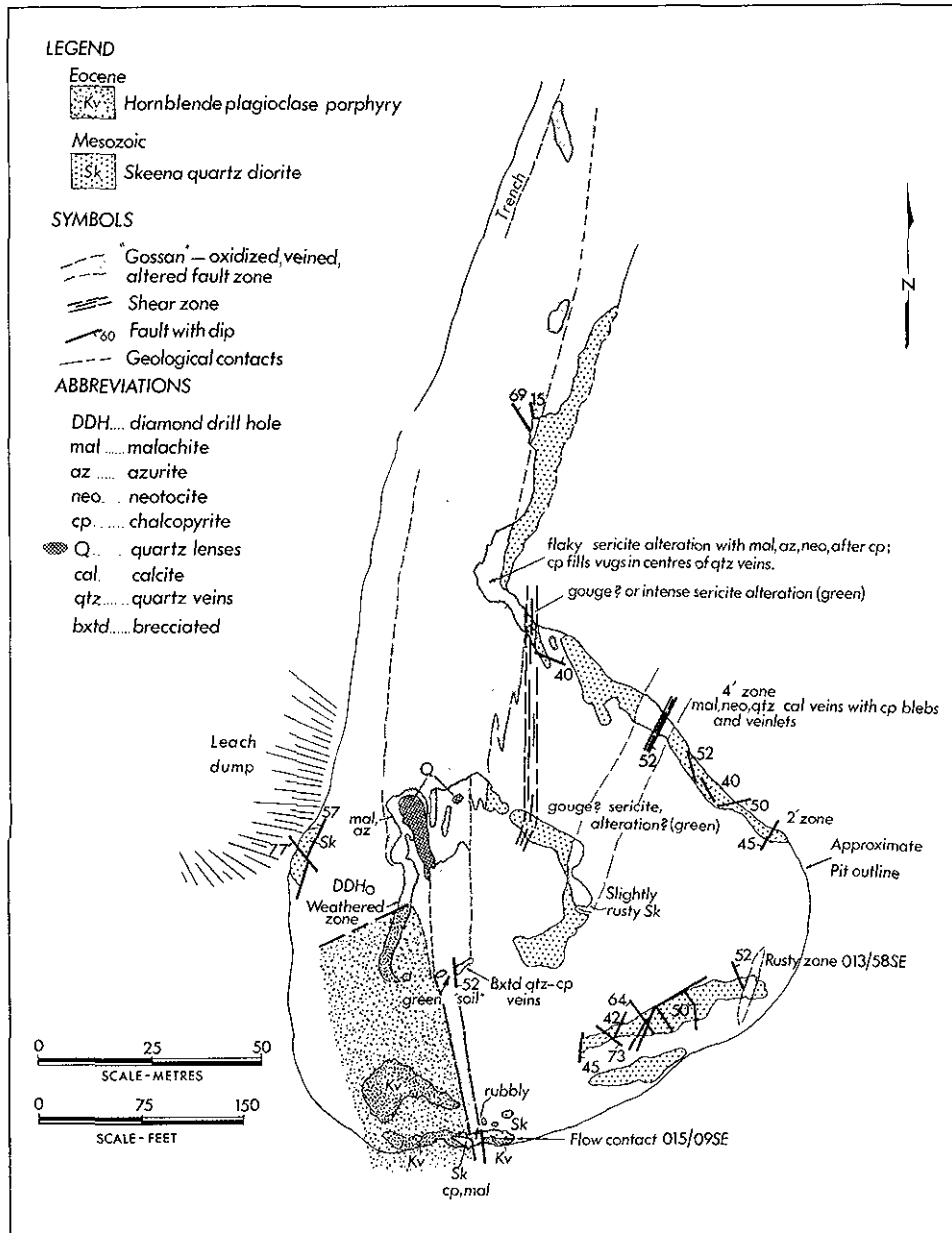 LEGEND
Eocene
Kv Hornblende plagioclase porphyry
Mesozoic
Sk Skeena quartz diorite
SYMBOLS
"Gossan" — oxidized, veined,
altered fault zone
Shear zone
60 Fault with dip
Geological contacts
ABBREVIATIONS
DDH.... diamond drill hole
mal ...... malachite
az ..... azurite
neo. . neotocite
cp....... chalcopyrite
Q.. . quartz lenses
cal. calcite
qtz...... quartz veins
bxtd...... brecciated
Trench
N
69 15
flaky sericite alteration with mal, az, neo, after cp;
cp fills vugs in centres of qtz veins.
gouge? or intense sericite alteration (green)
40
4' zone
mal, neo, qtz cal veins with cp blebs
and veinlets
52
52
40
50
2' zone
45
Approximate
Pit outline
Leach
dump
Q
mal,
az
gouge? sericite,
alteration? (green)
57
77
Sk
DDH
Weathered
zone
Slightly
rusty Sk
52
Rusty zone 013/58SE
52
Bxtd qtz-cp
veins
green "soil"
64
42
50
73
45
0 25 50
SCALE-METRES
0 75 150
SCALE-FEET
Kv
rubbly
Sk
Flow contact 015/09SE
Kv
Sk
Kv
cp, mal